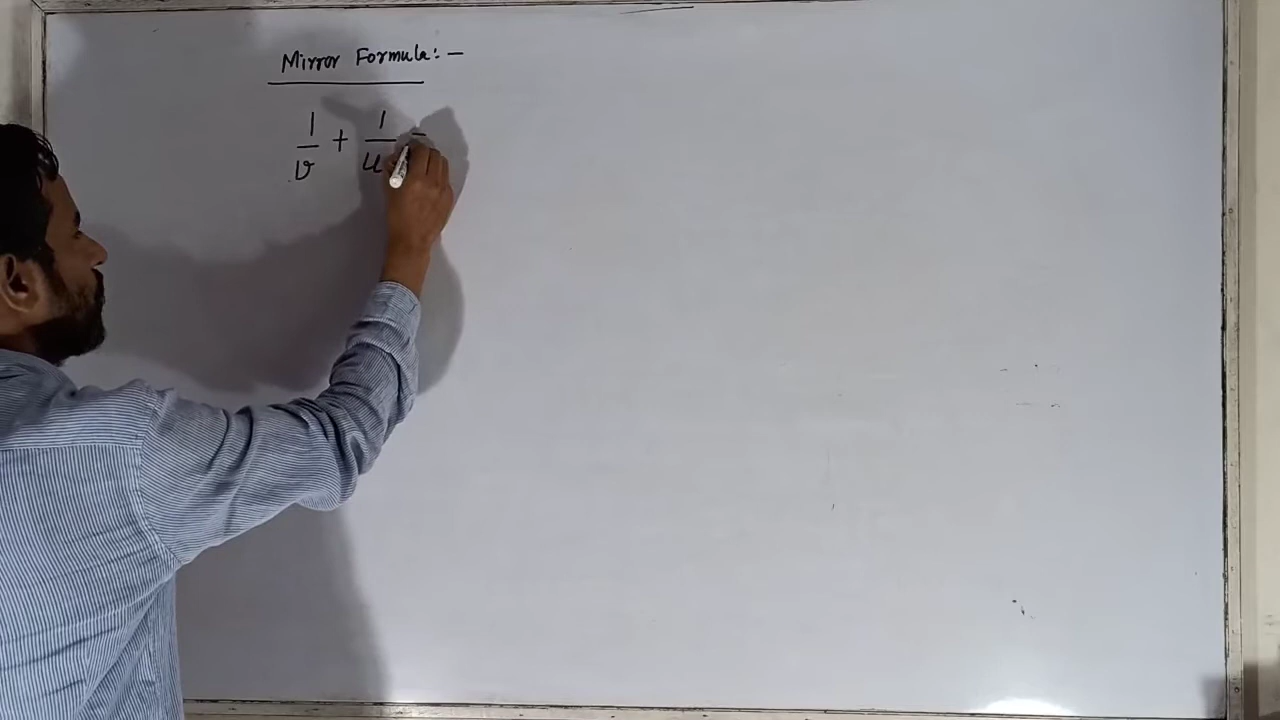 Mirror Formula:-
1/v + 1/u =